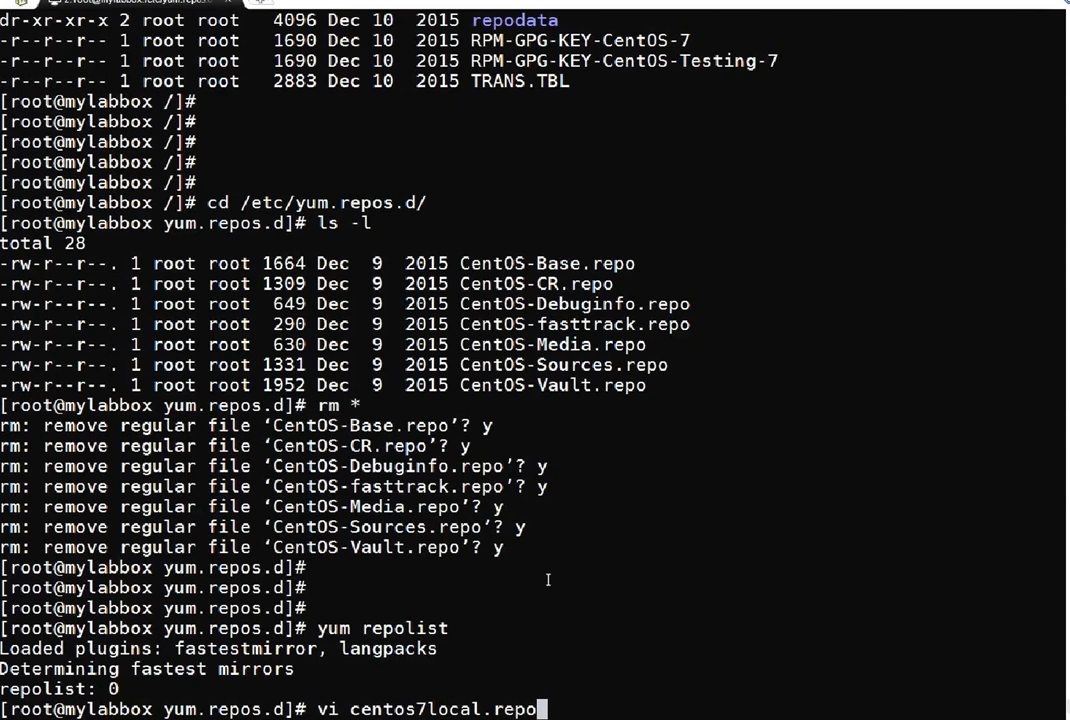 dr-xr-xr-x 2 root root   4096 Dec 10  2015 repodata
-r--r--r-- 1 root root   1690 Dec 10  2015 RPM-GPG-KEY-CentOS-7
-r--r--r-- 1 root root   1690 Dec 10  2015 RPM-GPG-KEY-CentOS-Testing-7
-r--r--r-- 1 root root   2883 Dec 10  2015 TRANS.TBL
[root@mylabbox /]#
[root@mylabbox /]#
[root@mylabbox /]#
[root@mylabbox /]#
[root@mylabbox /]#
[root@mylabbox /]# cd /etc/yum.repos.d/
[root@mylabbox yum.repos.d]# ls -l
total 28
-rw-r--r--. 1 root root 1664 Dec  9  2015 CentOS-Base.repo
-rw-r--r--. 1 root root 1309 Dec  9  2015 CentOS-CR.repo
-rw-r--r--. 1 root root  649 Dec  9  2015 CentOS-Debuginfo.repo
-rw-r--r--. 1 root root  290 Dec  9  2015 CentOS-fasttrack.repo
-rw-r--r--. 1 root root  630 Dec  9  2015 CentOS-Media.repo
-rw-r--r--. 1 root root 1331 Dec  9  2015 CentOS-Sources.repo
-rw-r--r--. 1 root root 1952 Dec  9  2015 CentOS-Vault.repo
[root@mylabbox yum.repos.d]# rm *
rm: remove regular file ‘CentOS-Base.repo’? y
rm: remove regular file ‘CentOS-CR.repo’? y
rm: remove regular file ‘CentOS-Debuginfo.repo’? y
rm: remove regular file ‘CentOS-fasttrack.repo’? y
rm: remove regular file ‘CentOS-Media.repo’? y
rm: remove regular file ‘CentOS-Sources.repo’? y
rm: remove regular file ‘CentOS-Vault.repo’? y
[root@mylabbox yum.repos.d]#
[root@mylabbox yum.repos.d]#
[root@mylabbox yum.repos.d]#
[root@mylabbox yum.repos.d]# yum repolist
Loaded plugins: fastestmirror, langpacks
Determining fastest mirrors
repolist: 0
[root@mylabbox yum.repos.d]# vi centos7local.repo